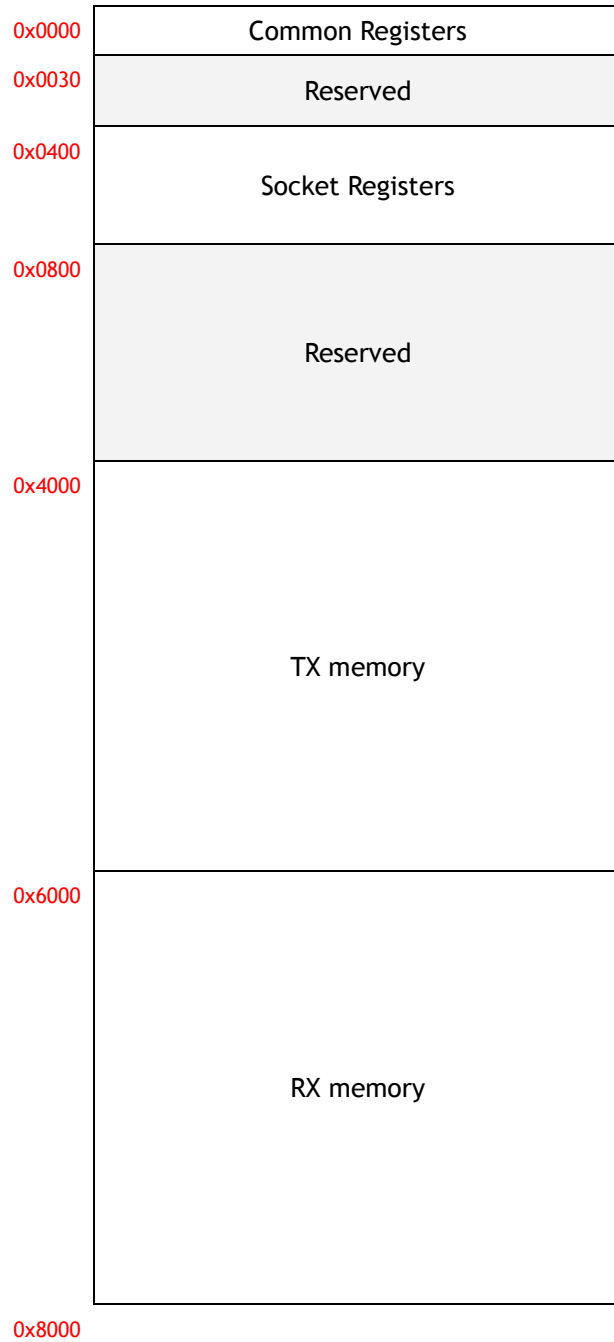 0x0000
Common Registers
0x0030
Reserved
0x0400
Socket Registers
0x0800
Reserved
0x4000
TX memory
0x6000
RX memory
0x8000